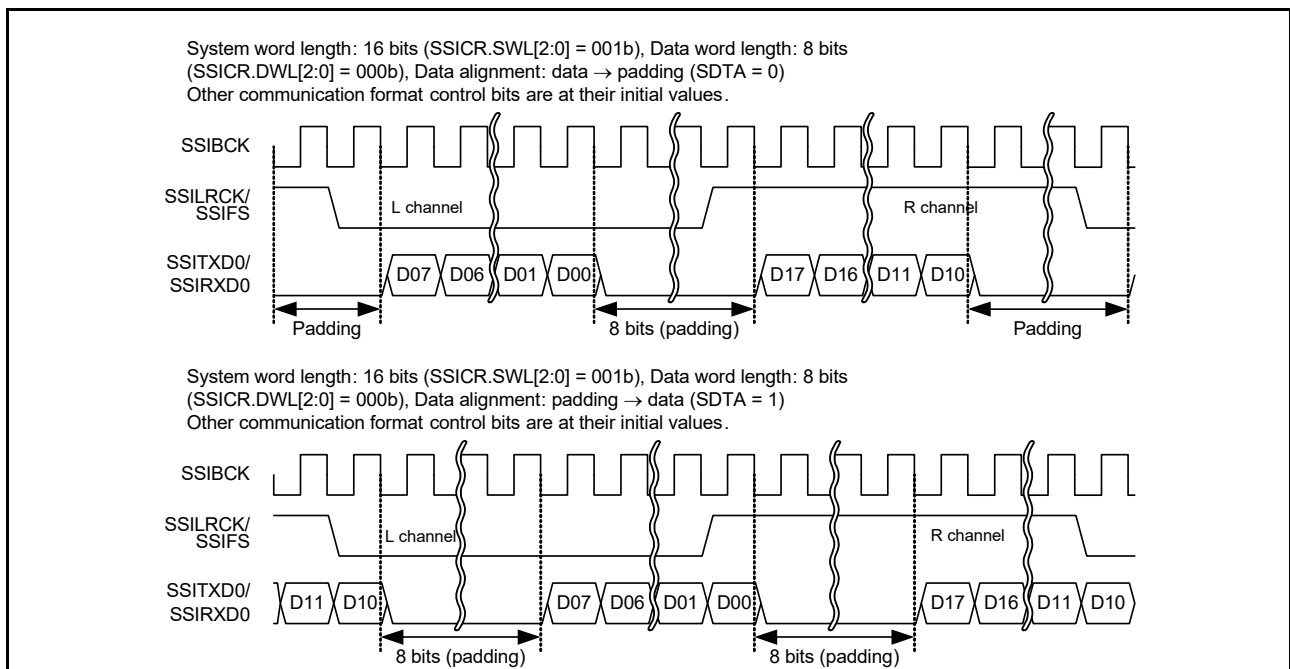 System word length: 16 bits (SSICR.SWL[2:0] = 001b), Data word length: 8 bits
(SSICR.DWL[2:0] = 000b), Data alignment: data → padding (SDTA = 0)
Other communication format control bits are at their initial values.
SSIBCK
SSILRCK/
SSIFS
L channel
R channel
SSITXD0/
SSIRXD0
D07 D06 D01 D00 D17 D16 D11 D10
Padding
8 bits (padding)
Padding
System word length: 16 bits (SSICR.SWL[2:0] = 001b), Data word length: 8 bits
(SSICR.DWL[2:0] = 000b), Data alignment: padding → data (SDTA = 1)
Other communication format control bits are at their initial values.
SSIBCK
SSILRCK/
SSIFS
L channel
R channel
SSITXD0/
SSIRXD0
D11 D10 D07 D06 D01 D00 D17 D16 D11 D10
8 bits (padding)
8 bits (padding)